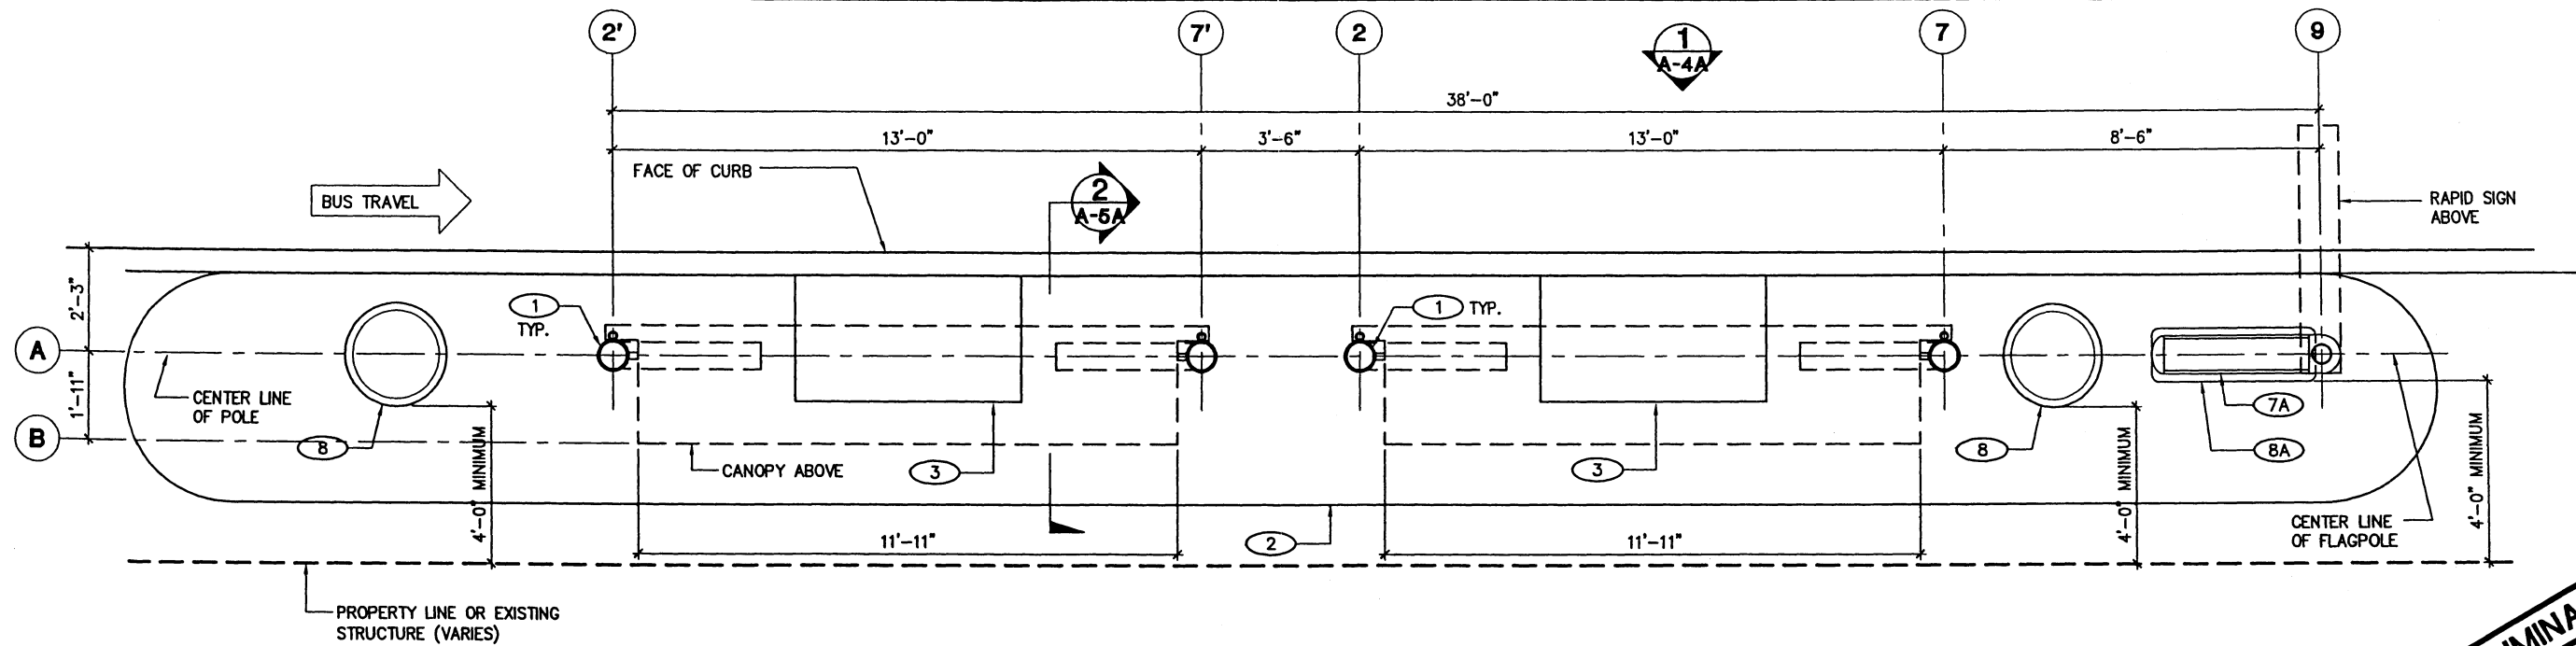 2' 7' 2 1 7 9
A-4A
38'-0"
13'-0" 3'-6" 13'-0" 8'-6"
FACE OF CURB
BUS TRAVEL
2
A-5A
RAPID SIGN
ABOVE
2'-3"
1
TYP.
1 TYP.
A
1'-11"
CENTER LINE
OF POLE
7A
B
8
4'-0" MINIMUM
CANOPY ABOVE
3
3
8
4'-0" MINIMUM
8A
4'-0" MINIMUM
CENTER LINE
OF FLAGPOLE
11'-11"
2
11'-11"
PROPERTY LINE OR EXISTING
STRUCTURE (VARIES)